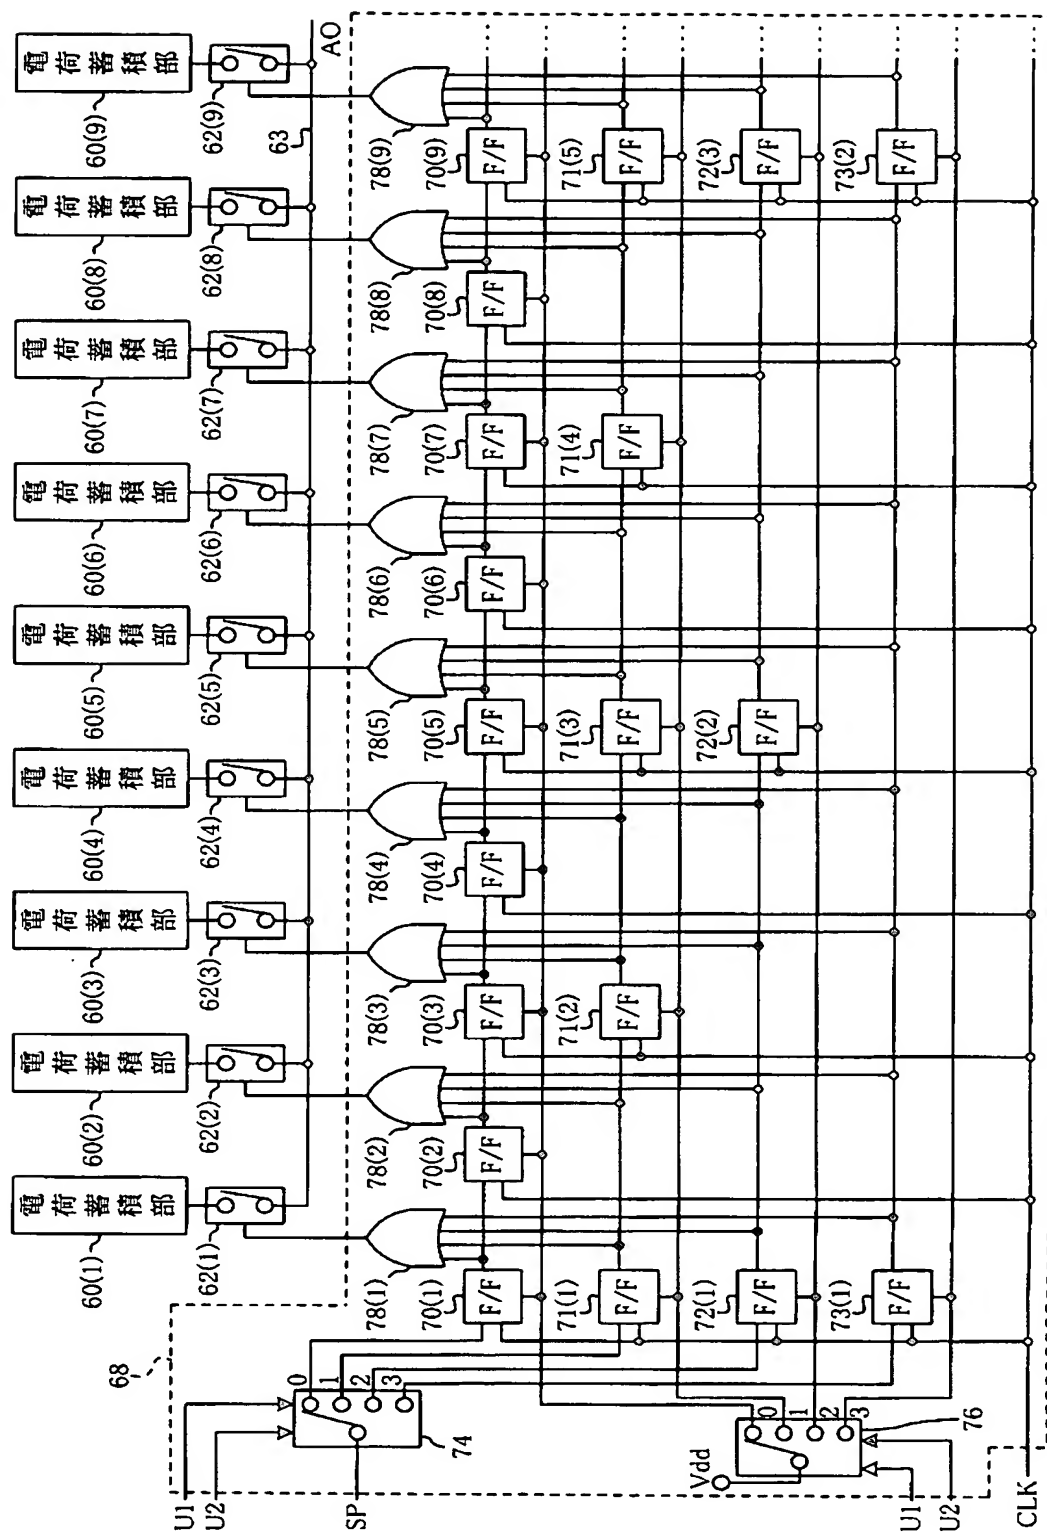 電荷蓄積部
電荷蓄積部
電荷蓄積部
電荷蓄積部
電荷蓄積部
電荷蓄積部
電荷蓄積部
電荷蓄積部
電荷蓄積部
60(1)
60(2)
60(3)
60(4)
60(5)
60(6)
60(7)
60(8)
60(9)
62(1)
62(2)
62(3)
62(4)
62(5)
62(6)
62(7)
62(8)
62(9)
63
AO
68
U1
U2
SP
0
1
2
3
74
78(1)
78(2)
78(3)
78(4)
78(5)
78(6)
78(7)
78(8)
78(9)
70(1)
70(2)
70(3)
70(4)
70(5)
70(6)
70(7)
70(8)
70(9)
F/F
F/F
F/F
F/F
F/F
F/F
F/F
F/F
F/F
71(1)
71(2)
71(3)
71(4)
71(5)
F/F
F/F
F/F
F/F
F/F
72(1)
72(2)
72(3)
F/F
F/F
F/F
73(1)
73(2)
F/F
F/F
Vdd
0
1
2
3
76
U1
U2
CLK